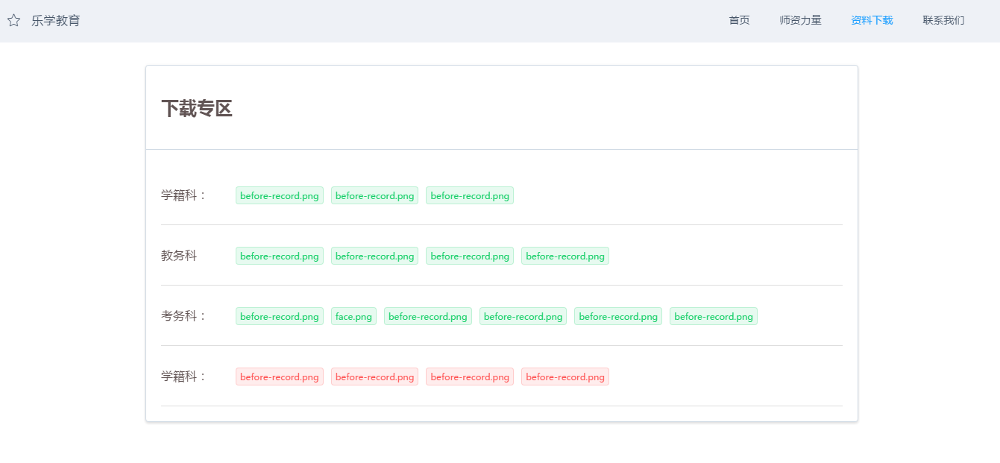 乐学教育 首页 师资力量 资料下载 联系我们
下载专区
学籍科： before-record.png before-record.png before-record.png
教务科 before-record.png before-record.png before-record.png before-record.png
考务科： before-record.png face.png before-record.png before-record.png before-record.png before-record.png
学籍科： before-record.png before-record.png before-record.png before-record.png